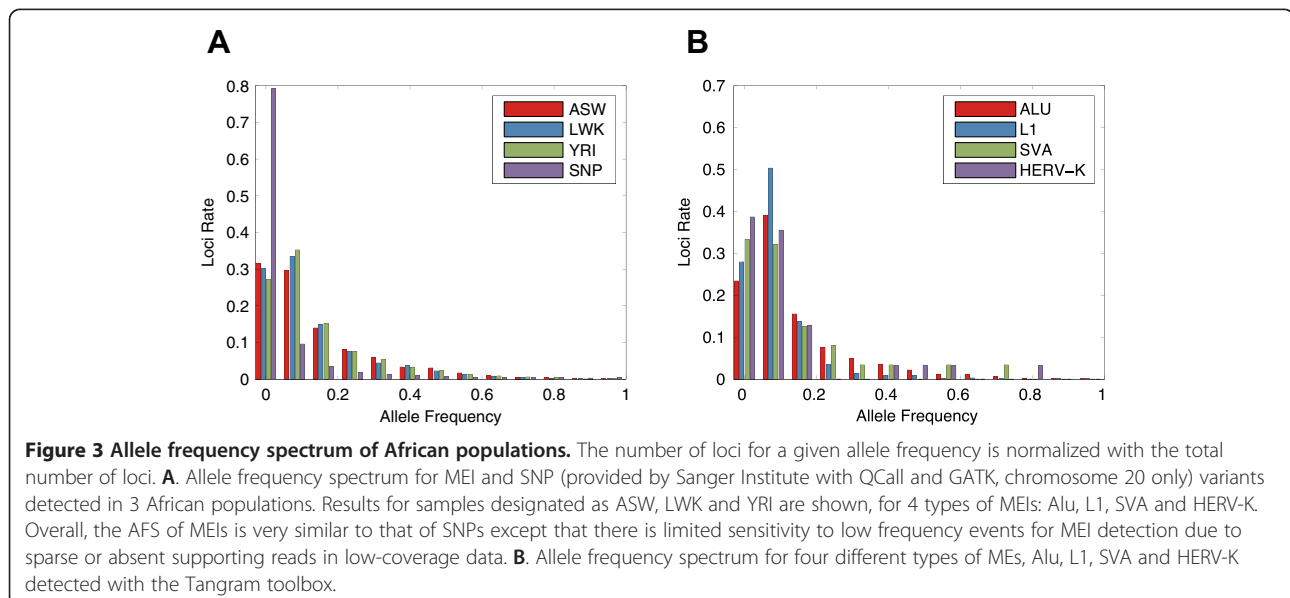 A
B
0.8
0.7
0.6
0.5
0.4
0.3
0.2
0.1
0
Loci Rate
ASW
LWK
YRI
SNP
0
0.2
0.4
0.6
0.8
1
Allele Frequency
0.7
0.6
0.5
0.4
0.3
0.2
0.1
0
Loci Rate
ALU
L1
SVA
HERV-K
0
0.2
0.4
0.6
0.8
1
Allele Frequency
Figure 3 Allele frequency spectrum of African populations. The number of loci for a given allele frequency is normalized with the total
number of loci. A. Allele frequency spectrum for MEI and SNP (provided by Sanger Institute with QCall and GATK, chromosome 20 only) variants
detected in 3 African populations. Results for samples designated as ASW, LWK and YRI are shown, for 4 types of MEIs: Alu, L1, SVA and HERV-K.
Overall, the AFS of MEIs is very similar to that of SNPs except that there is limited sensitivity to low frequency events for MEI detection due to
sparse or absent supporting reads in low-coverage data. B. Allele frequency spectrum for four different types of MEs, Alu, L1, SVA and HERV-K
detected with the Tangram toolbox.